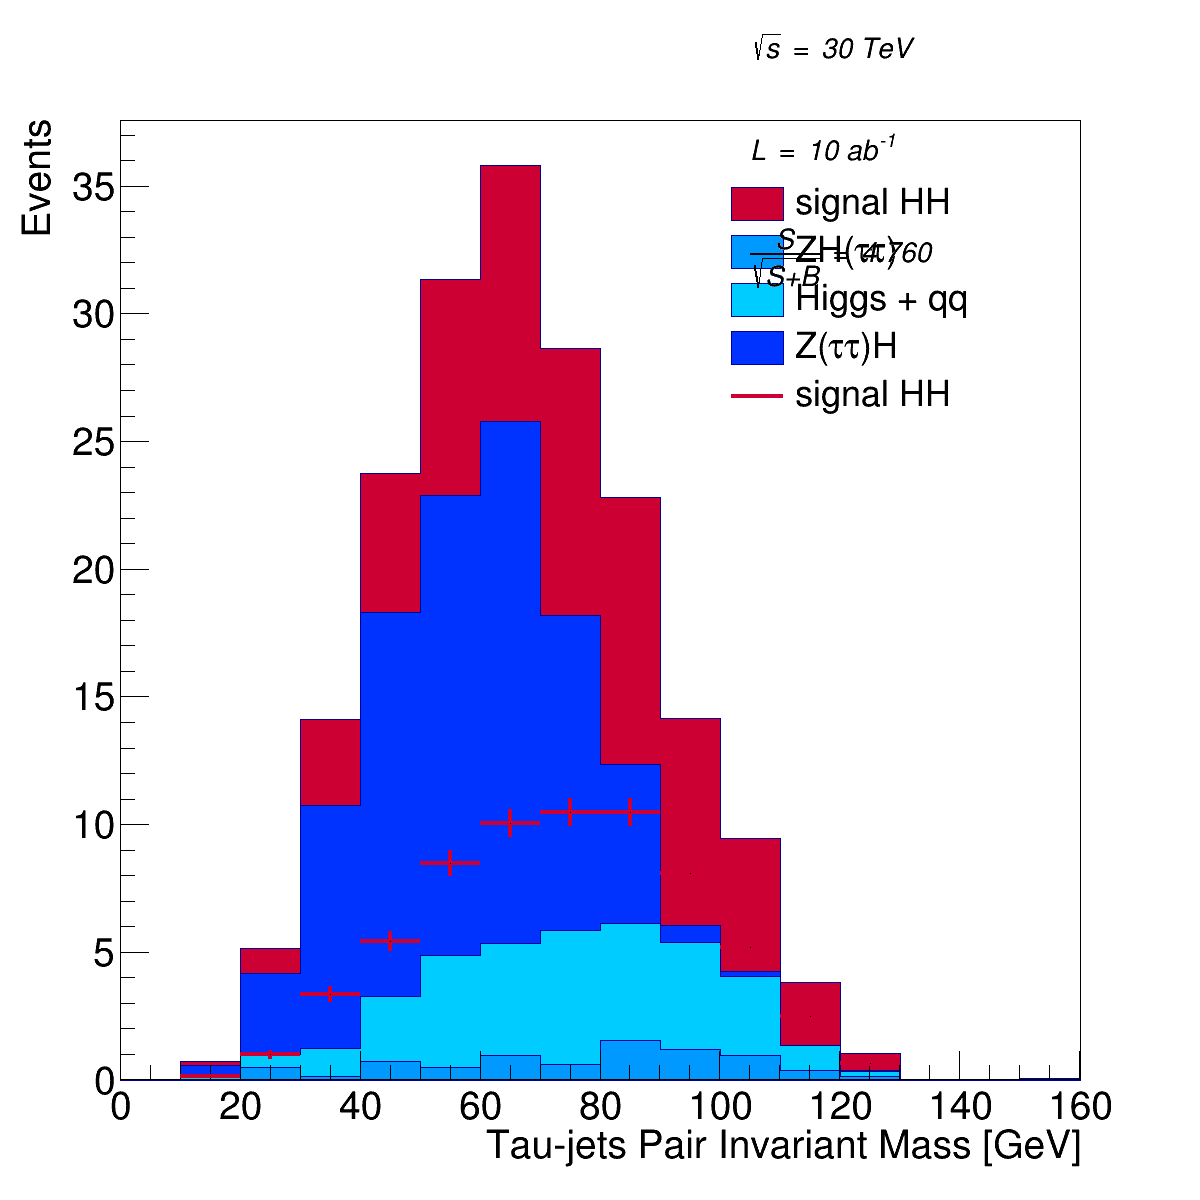 √s = 30 TeV
Events
L = 10 ab-1
signal HH
ZH(ττ)
S
= 4.760
√S+B
Higgs + qq
Z(ττ)H
signal HH
35
30
25
20
15
10
5
0
0 20 40 60 80 100 120 140 160
Tau-jets Pair Invariant Mass [GeV]